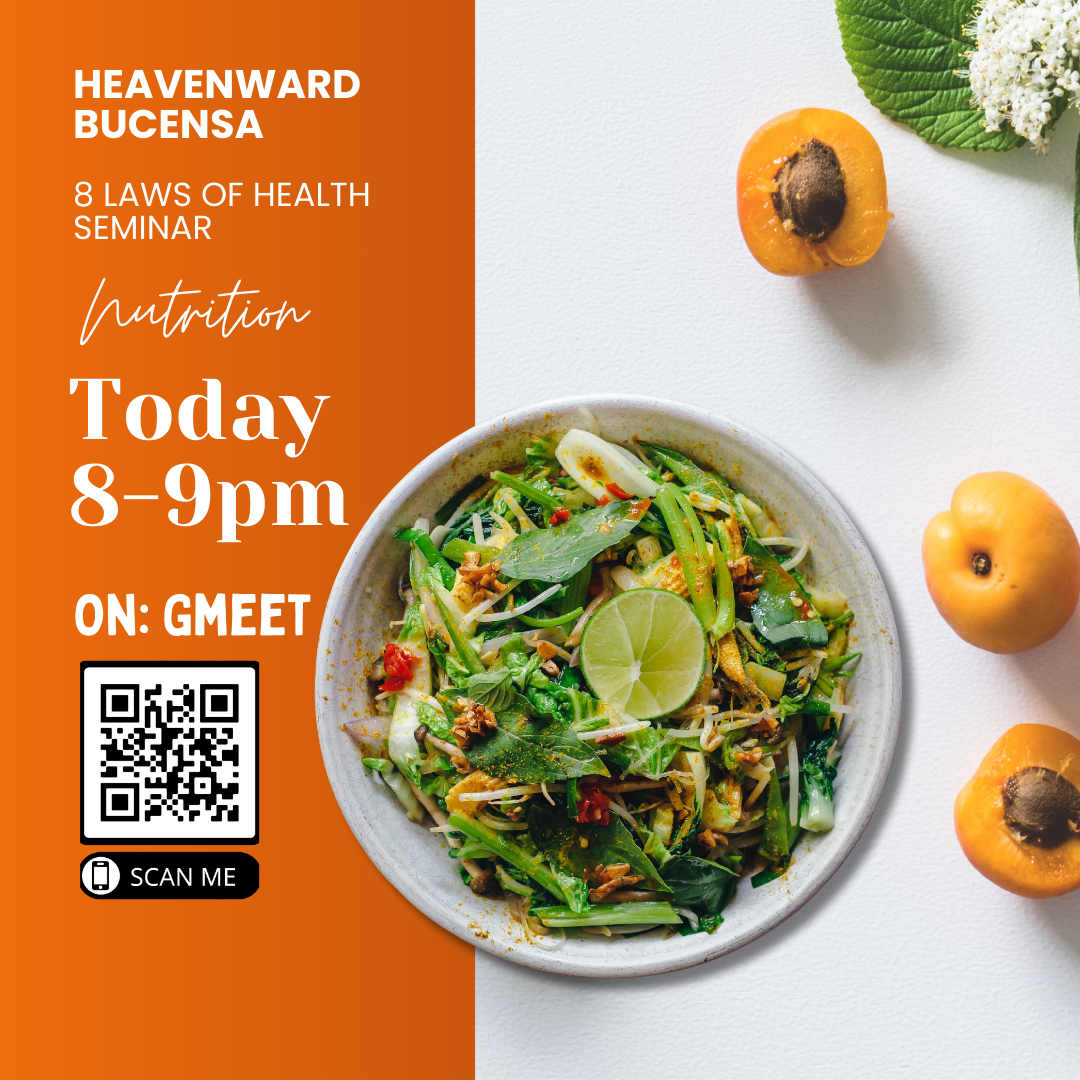 HEAVENWARD
BUCENSA
8 LAWS OF HEALTH
SEMINAR
Nutrition
Today
8-9pm
ON: GMEET
SCAN ME